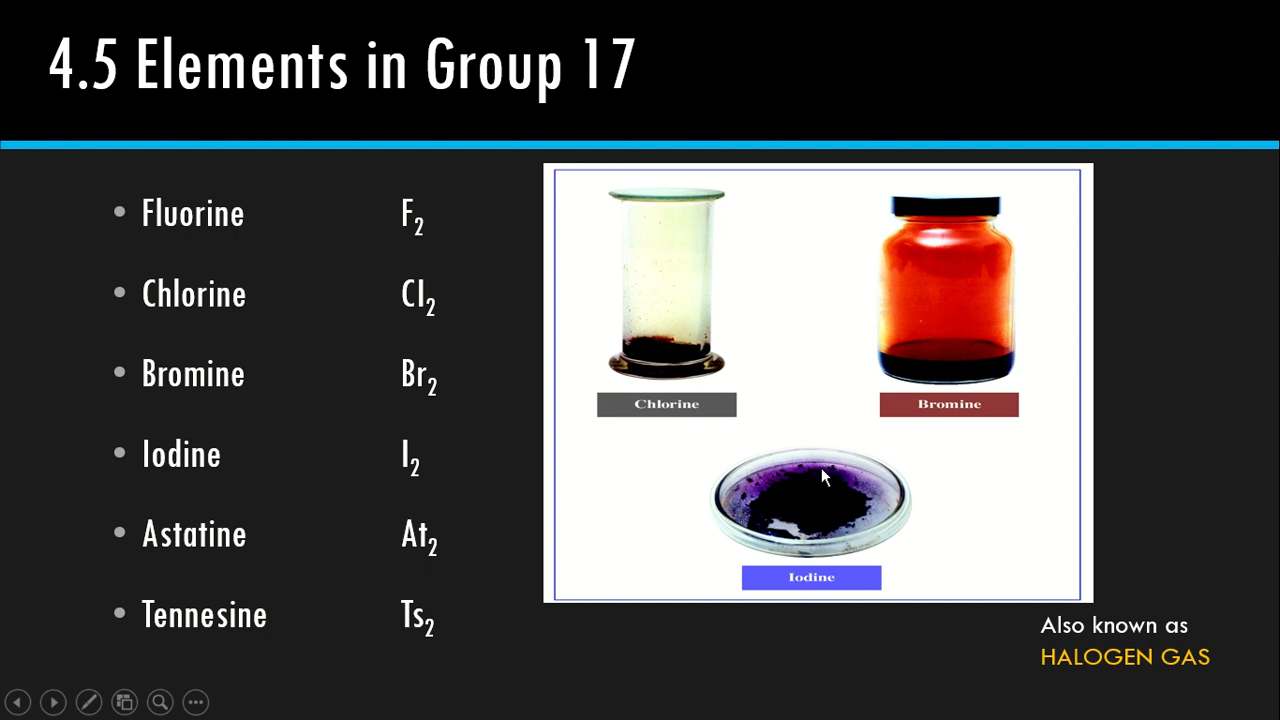 4.5 Elements in Group 17
• Fluorine F₂
• Chlorine Cl₂
• Bromine Br₂
• Iodine I₂
• Astatine At₂
• Tennesine Ts₂
Chlorine
Bromine
Iodine
Also known as
HALOGEN GAS